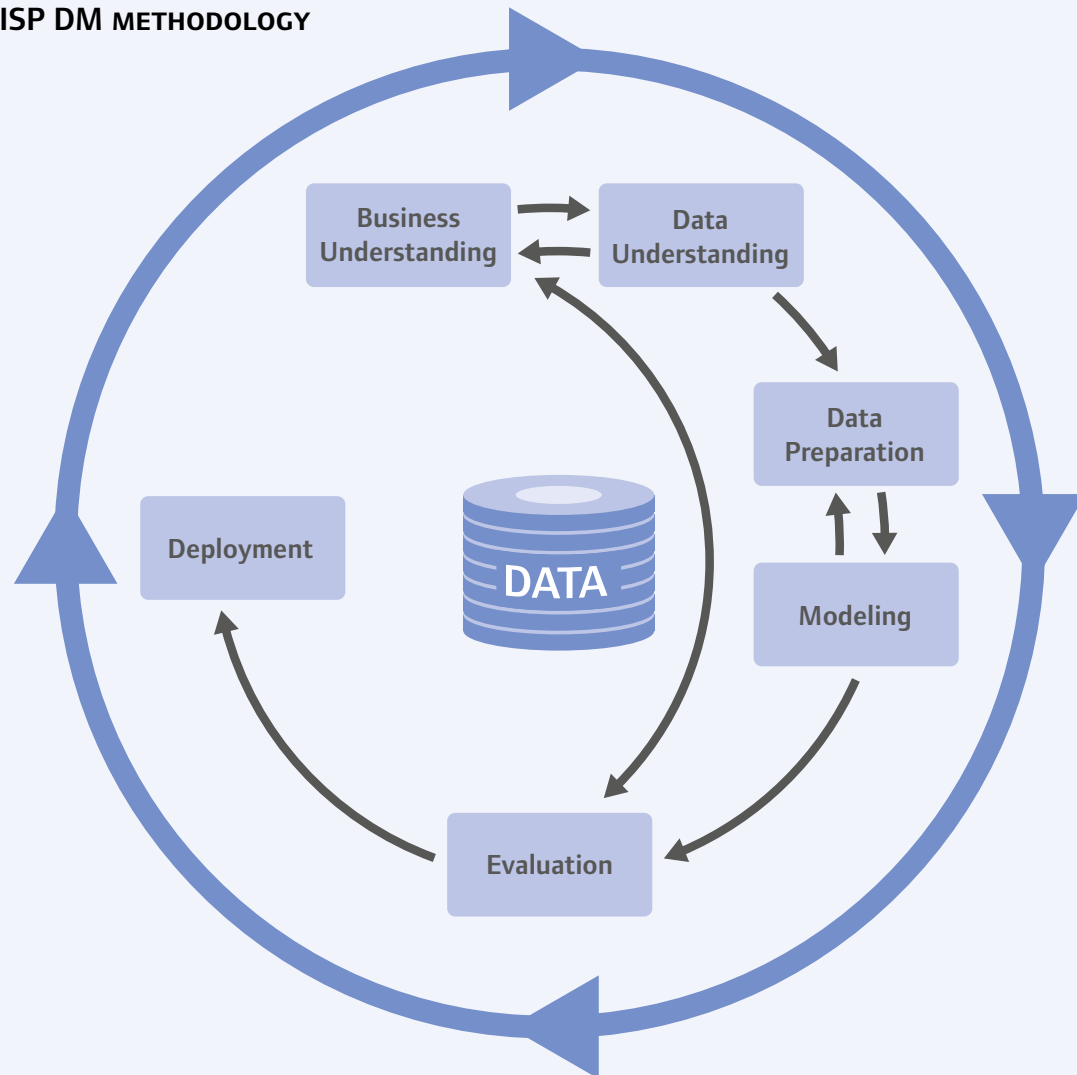 ISP DM METHODOLOGY
Business
Understanding
Data
Understanding
Data
Preparation
Deployment
DATA
Modeling
Evaluation